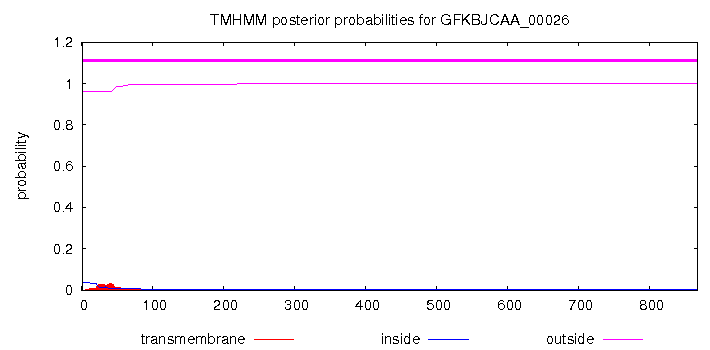 TMHMM posterior probabilities for GFKBJCAA_00026
1.2
1
0.8
0.6
0.4
0.2
0
probability
0 100 200 300 400 500 600 700 800
transmembrane inside outside